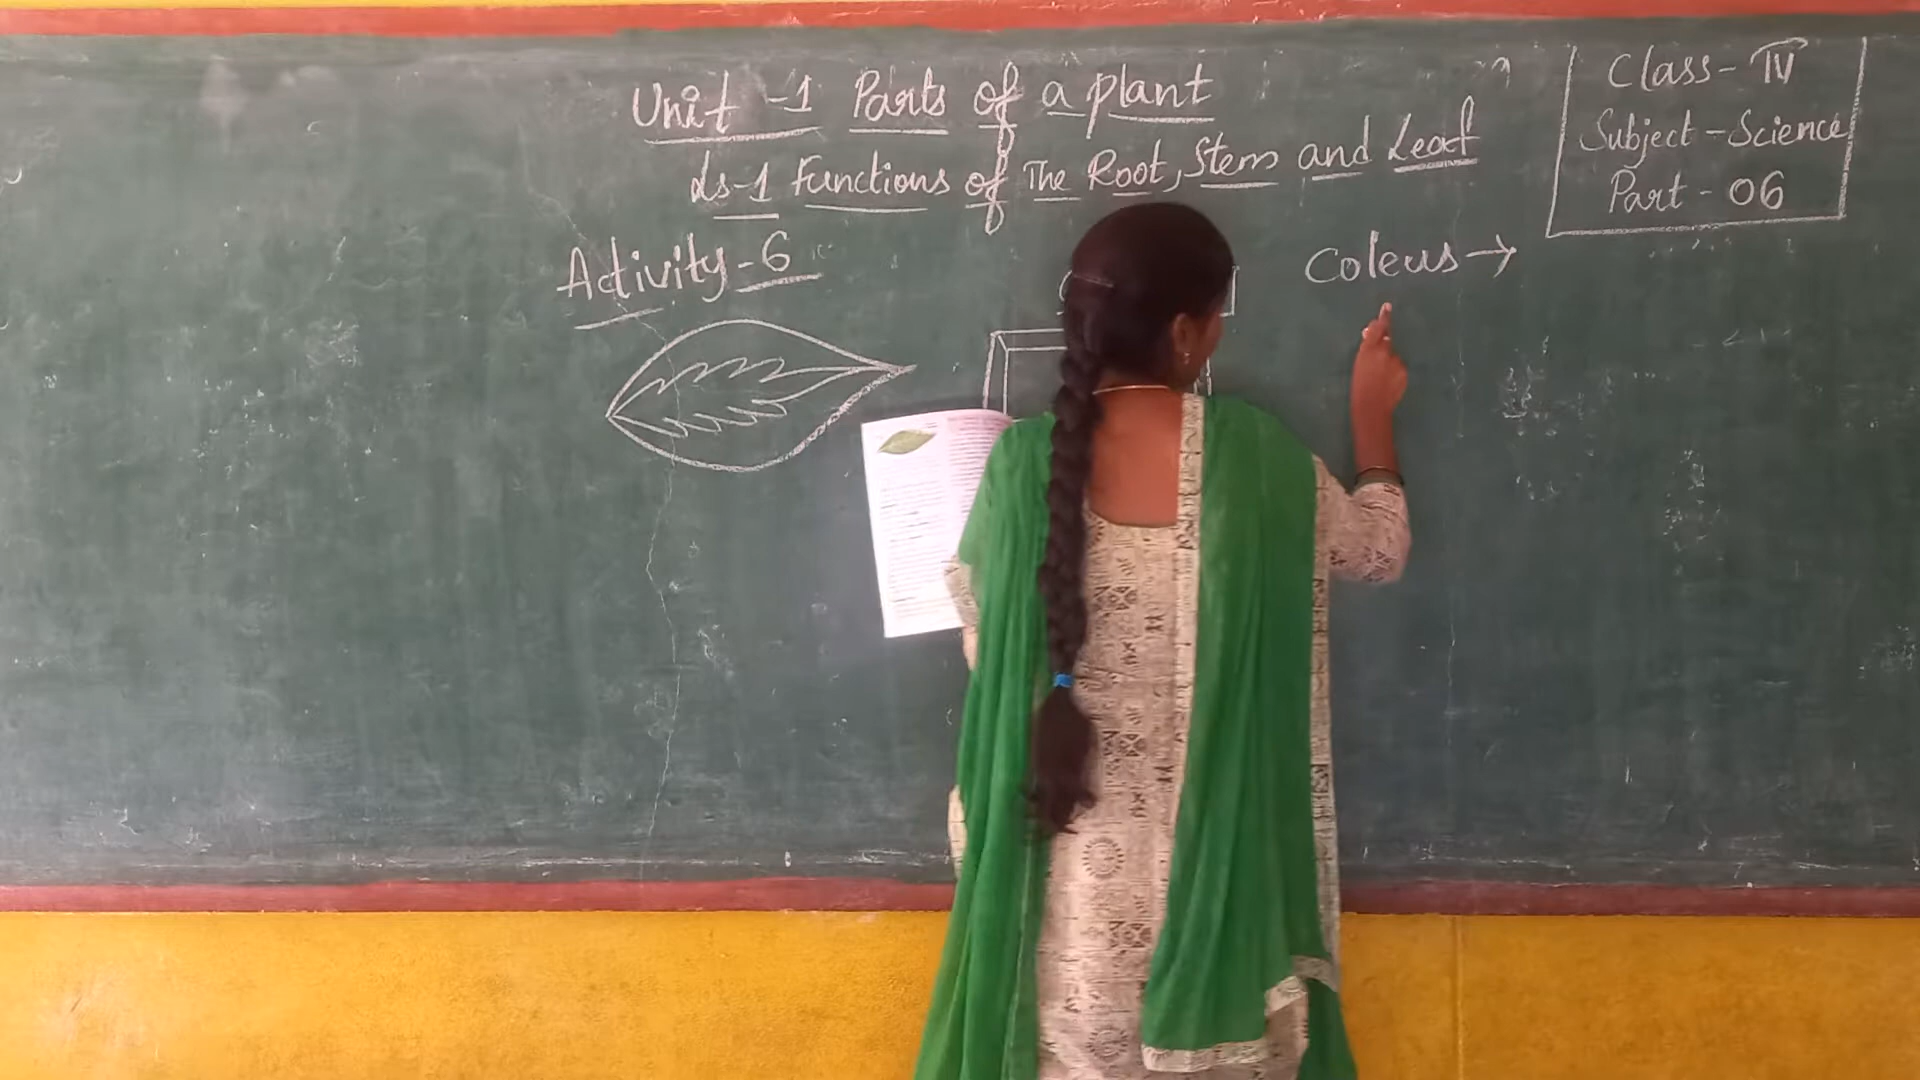 Unit - 1 Parts of a plant
Ls-1 Functions of The Root, Stem and Leaf
Class - IV
Subject - Science
Part - 06
Activity - 6
Coleus →